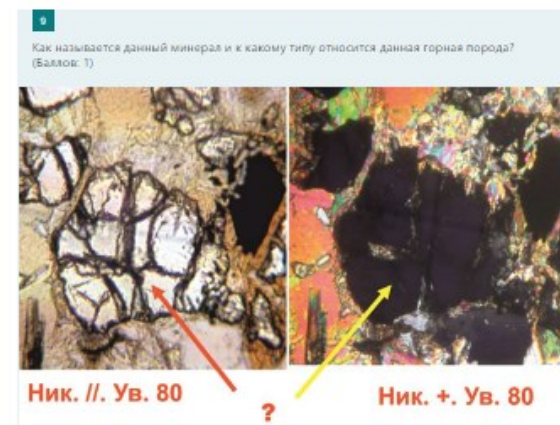 9
Как называется данный минерал и к какому типу относится данная горная порода?
(Баллов: 1)
Ник. //. Ув. 80
?
Ник. +. Ув. 80